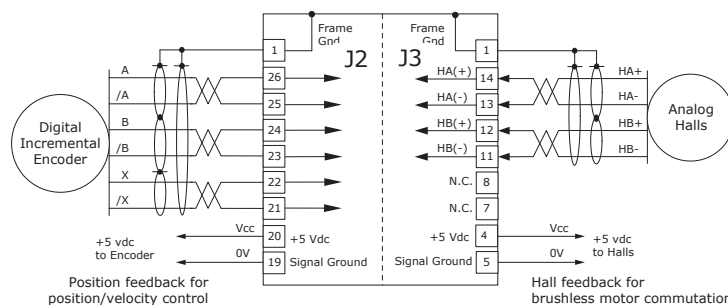 Frame
Gnd
J2
J3
Frame
Gnd
1
1
A
26
HA(+)
14
HA+
/A
25
HA(-)
13
HA-
Digital
Incremental
Encoder
B
24
HB(+)
12
HB+
Analog
Halls
/B
23
HB(-)
11
HB-
X
22
N.C.
8
/X
21
N.C.
7
+5 vdc
to Encoder
Vcc
20
+5 Vdc
+5 Vdc
4
Vcc
+5 vdc
to Halls
0V
19
Signal Ground
Signal Ground
5
0V
Position feedback for
position/velocity control
Hall feedback for
brushless motor commutation